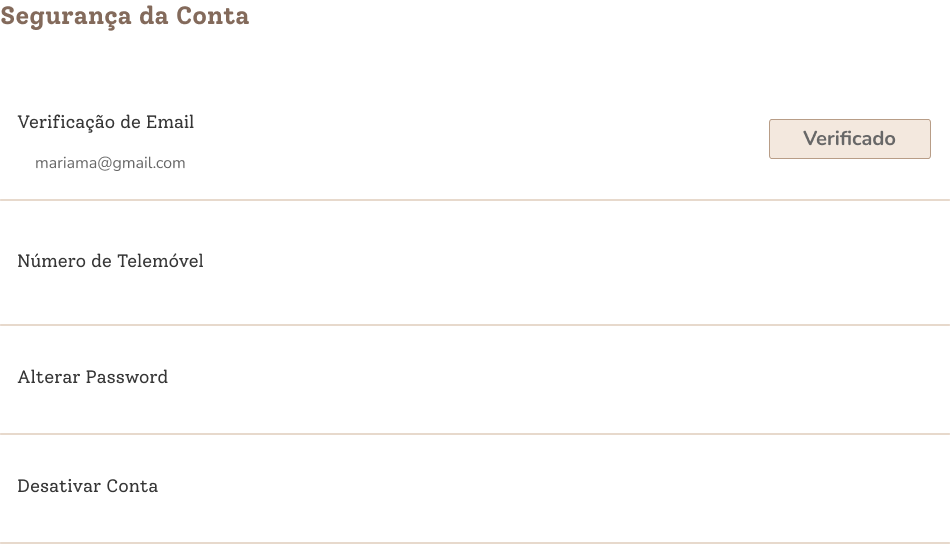 Segurança da Conta
Verificação de Email
Verificado
mariama@gmail.com
Número de Telemóvel
Alterar Password
Desativar Conta